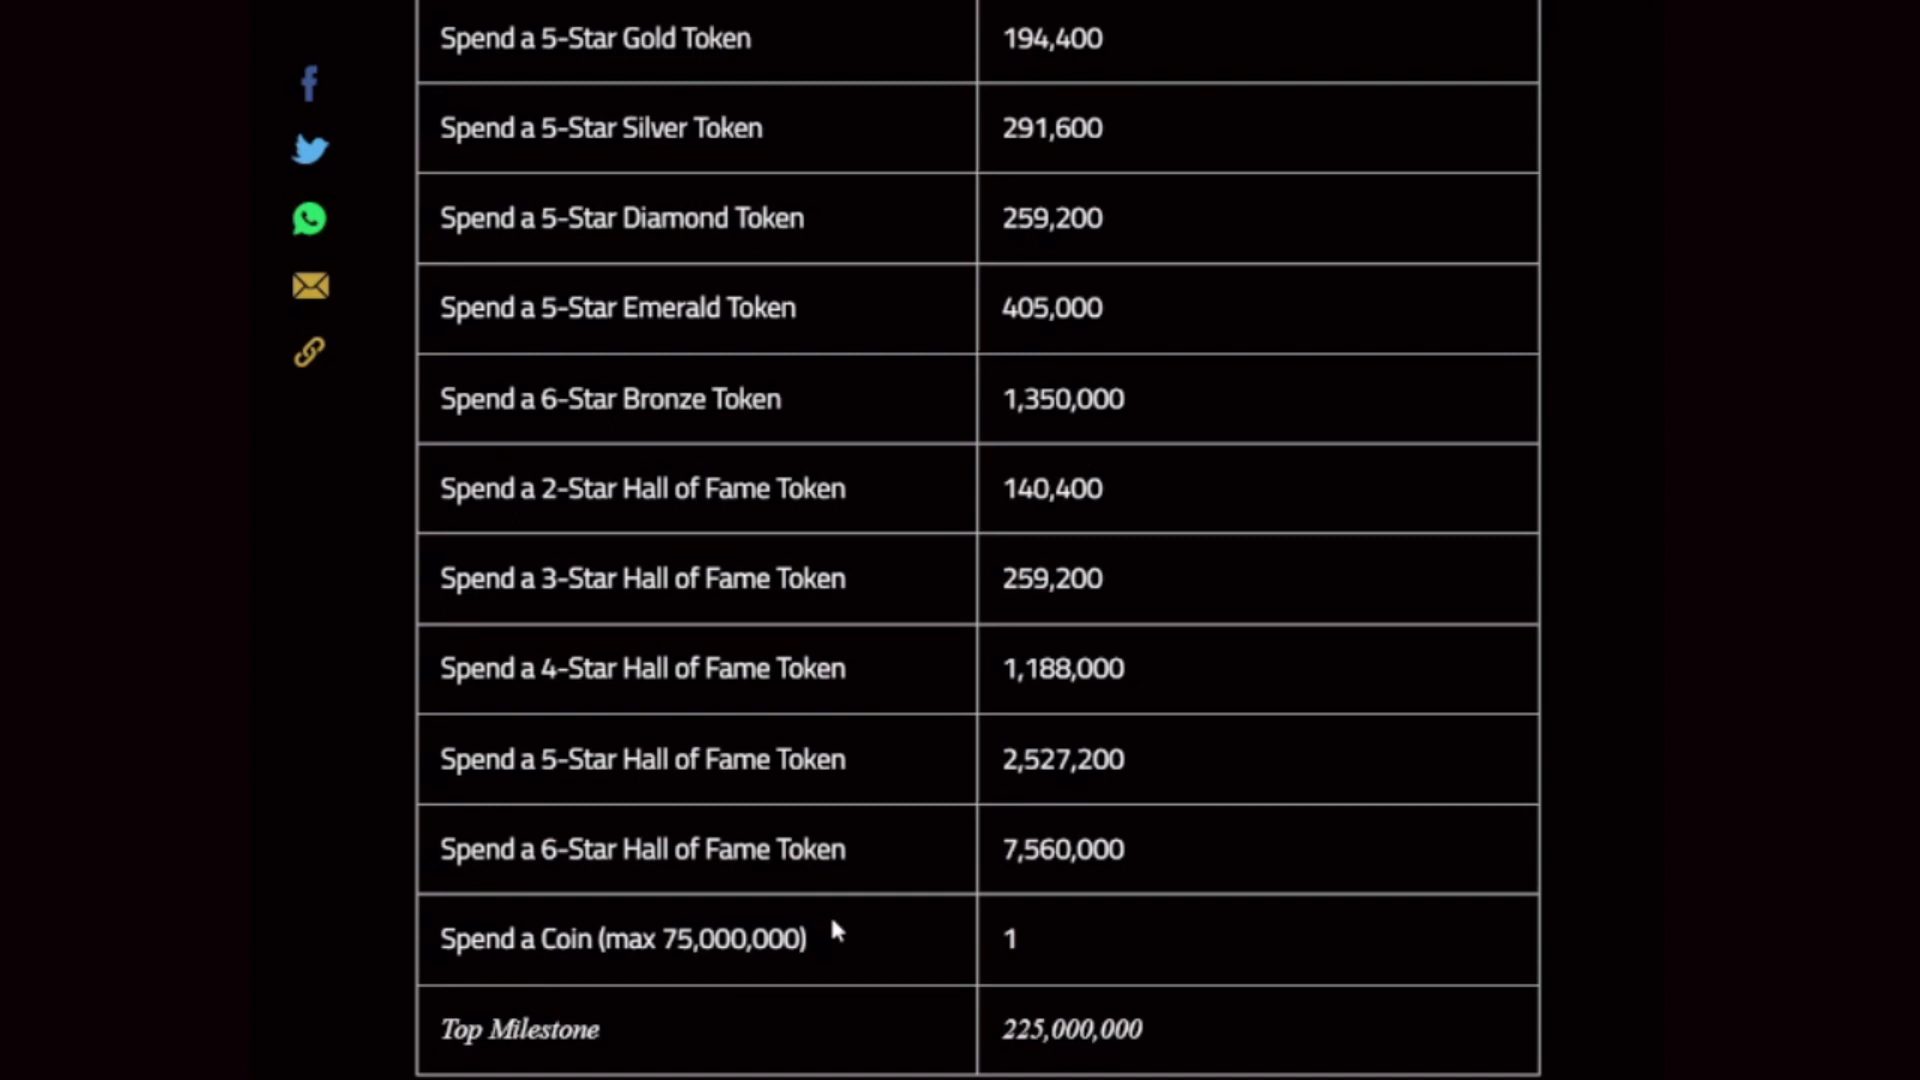 Spend a 5-Star Gold Token 194,400
Spend a 5-Star Silver Token 291,600
Spend a 5-Star Diamond Token 259,200
Spend a 5-Star Emerald Token 405,000
Spend a 6-Star Bronze Token 1,350,000
Spend a 2-Star Hall of Fame Token 140,400
Spend a 3-Star Hall of Fame Token 259,200
Spend a 4-Star Hall of Fame Token 1,188,000
Spend a 5-Star Hall of Fame Token 2,527,200
Spend a 6-Star Hall of Fame Token 7,560,000
Spend a Coin (max 75,000,000) 1
Top Milestone 225,000,000